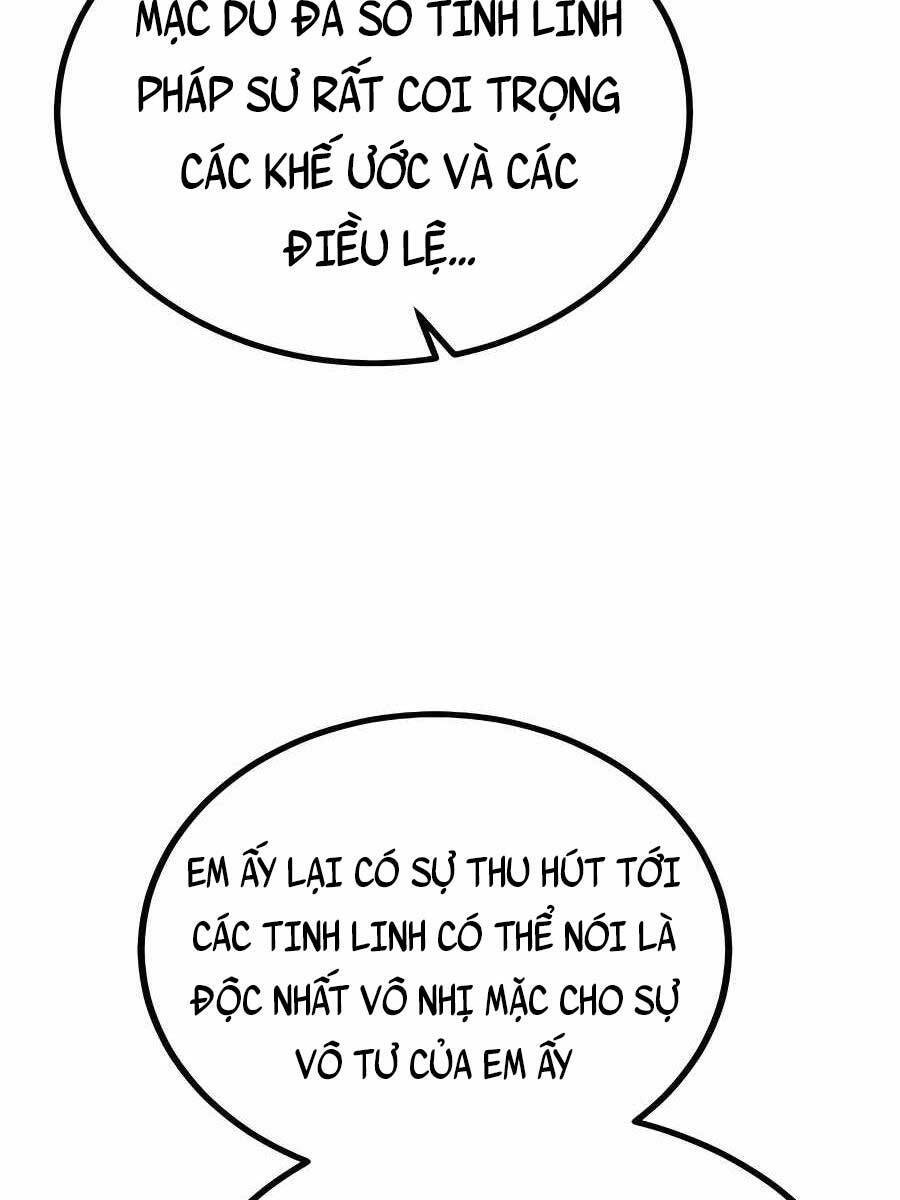 MẶC DÙ ĐA SỐ TINH LINH
PHÁP SƯ RẤT COI TRỌNG
CÁC KHẾ ƯỚC VÀ CÁC
ĐIỀU LỆ...
EM ẤY LẠI CÓ SỰ THU HÚT TỚI
CÁC TINH LINH CÓ THỂ NÓI LÀ
ĐỘC NHẤT VÔ NHỊ MẶC CHO SỰ
VÔ TƯ CỦA EM ẤY